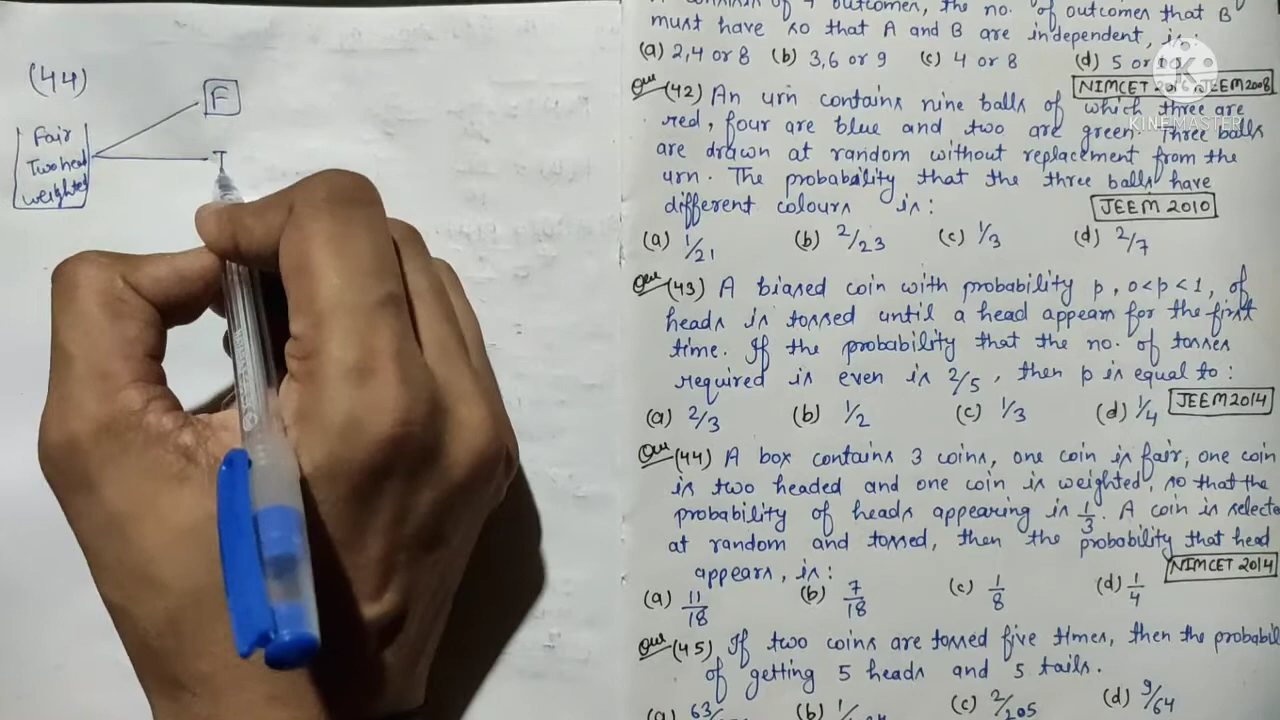 (44)
F
Fair
Two head
weighted
T
of outcomes, the no. of outcomes that B
must have so that A and B are independent, is:
(a) 2,4 or 8 (b) 3,6 or 9 (c) 4 or 8 (d) 5 or
NIMCET 2016, JEEM 2008
KINEMASTER
Que (42) An urn contains nine balls of which three are
red, four are blue and two are green. Three balls
are drawn at random without replacement from the
urn. The probability that the three balls have
different colours is:
JEEM 2010
(a) 1/21 (b) 2/23 (c) 1/3 (d) 2/7
Que (43) A biased coin with probability p, 0<p<1, of
heads is tossed until a head appears for the first
time. If the probability that the no. of tosses
required is even is 2/5, then p is equal to:
(a) 2/3 (b) 1/2 (c) 1/3 (d) 1/4
JEEM 2014
Que (44) A box contains 3 coins, one coin is fair, one coin
is two headed and one coin is weighted, so that the
probability of heads appearing is 1/3. A coin is selecte
at random and tossed, then the probability that head
appears, is:
NIMCET 2014
(a) 11/18 (b) 7/18 (c) 1/8 (d) 1/4
Que (45) If two coins are tossed five times, then the probabil
of getting 5 heads and 5 tails.
(a) 63/ (b) 1/ (c) 2/205 (d) 9/64